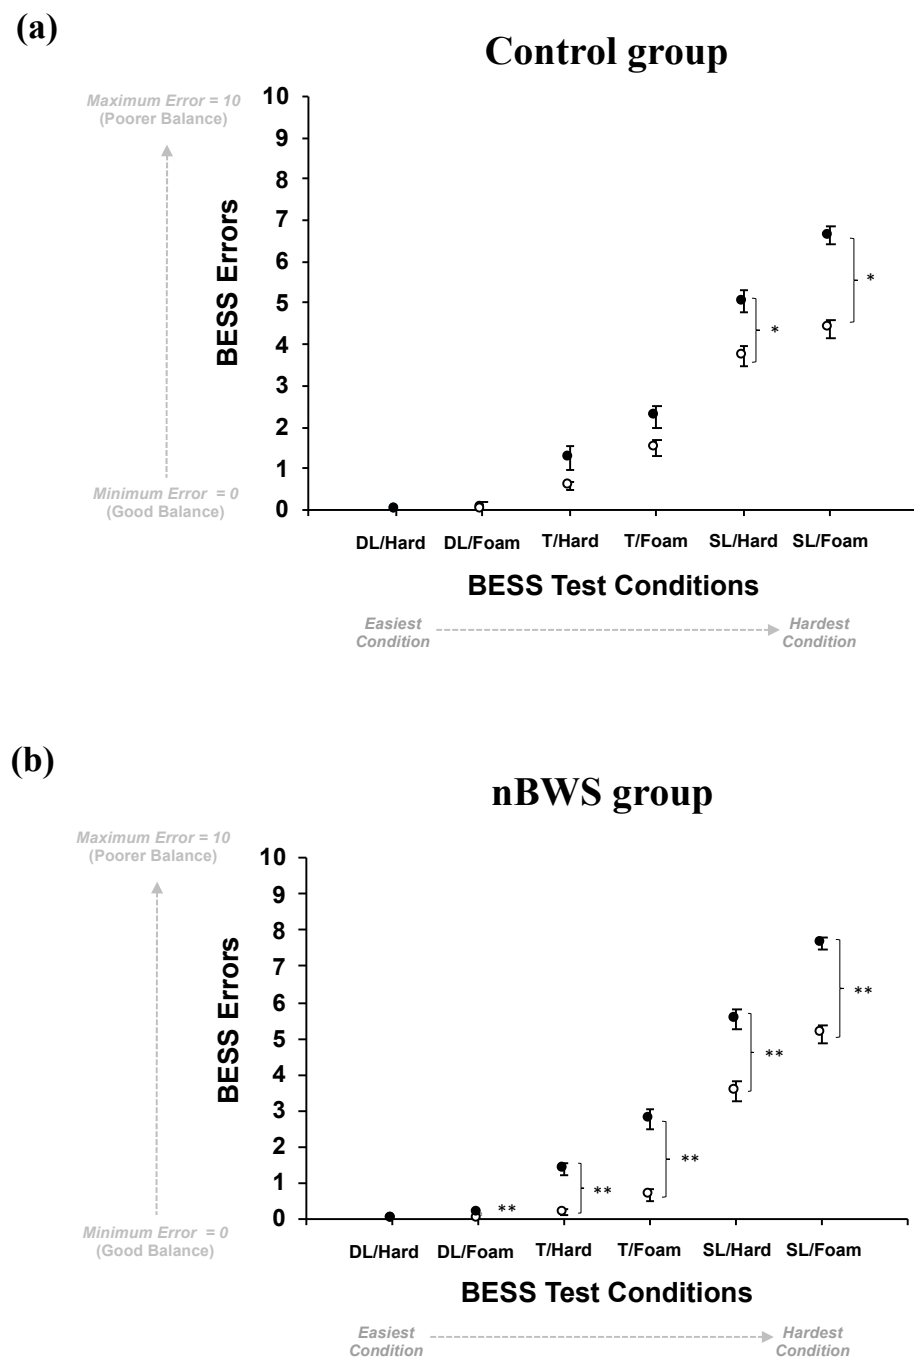 (a)
Control group
Maximum Error = 10
(Poorer Balance)
10
9
8
7
6
5
4
3
2
1
0
BESS Errors
Minimum Error = 0
(Good Balance)
*
*
DL/Hard DL/Foam T/Hard T/Foam SL/Hard SL/Foam
BESS Test Conditions
Easiest
Condition
Hardest
Condition
(b)
nBWS group
Maximum Error = 10
(Poorer Balance)
10
9
8
7
6
5
4
3
2
1
0
BESS Errors
Minimum Error = 0
(Good Balance)
**
**
**
**
**
DL/Hard DL/Foam T/Hard T/Foam SL/Hard SL/Foam
BESS Test Conditions
Easiest
Condition
Hardest
Condition